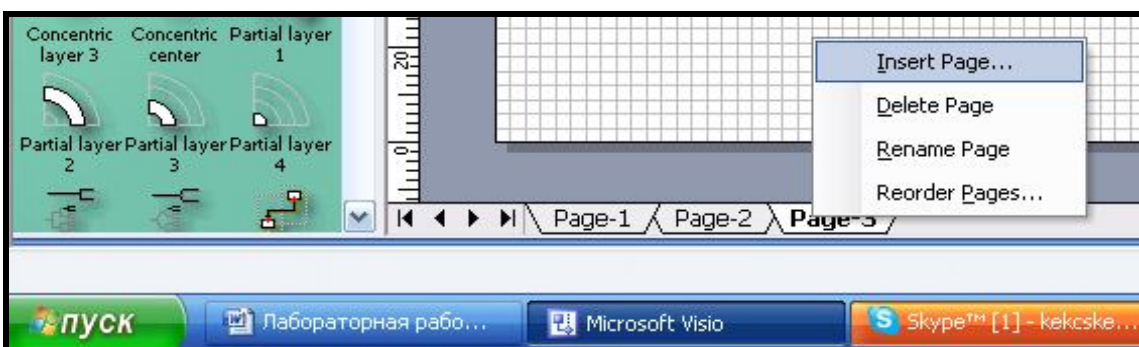 Concentric layer 3
Concentric center
Partial layer 1
Partial layer 2
Partial layer 3
Partial layer 4
20
0
Insert Page...
Delete Page
Rename Page
Reorder Pages...
Page-1
Page-2
Page-3
пуск
Лабораторная рабо...
Microsoft Visio
Skype™ [1] - kekcske...